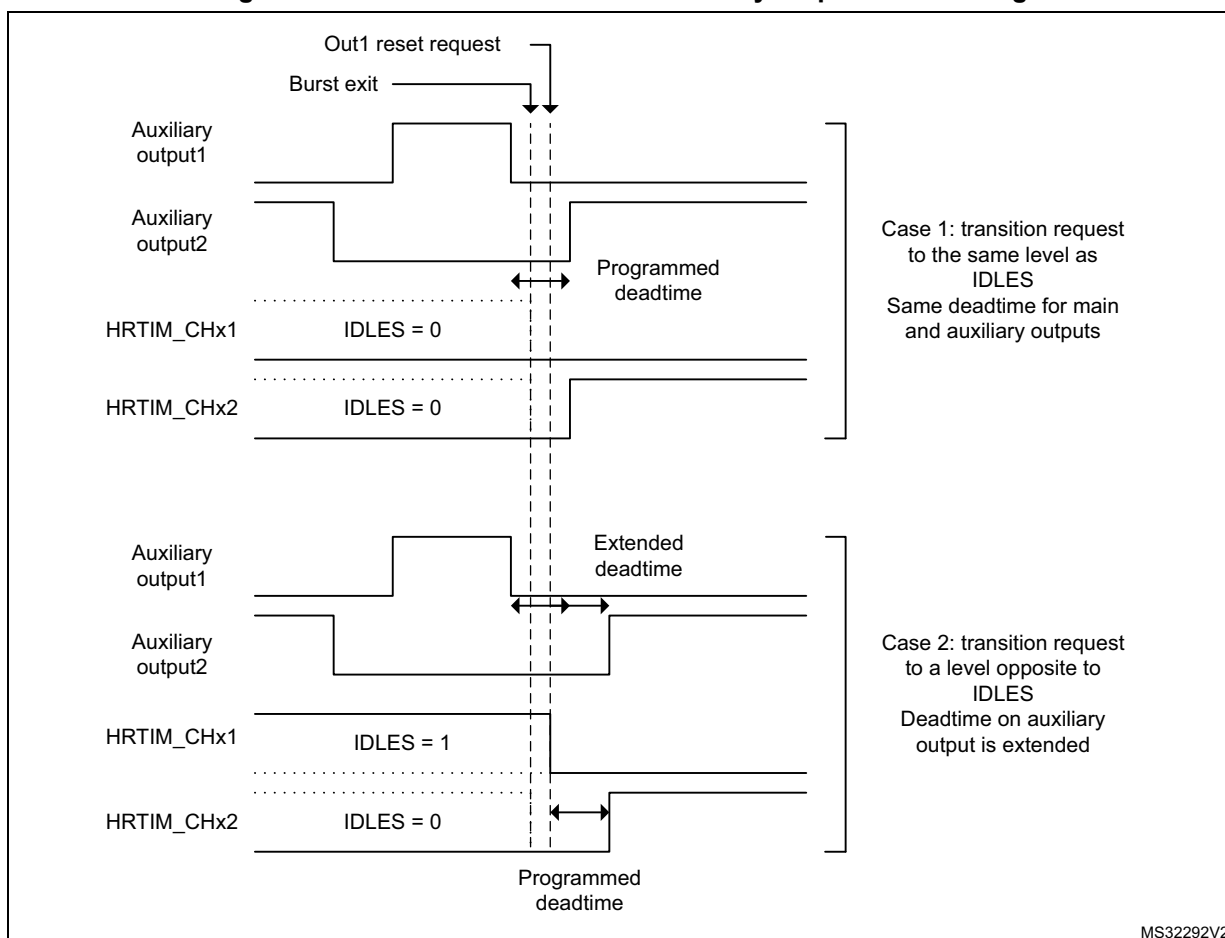 Out1 reset request
Burst exit
Auxiliary
output1
Auxiliary
output2
Programmed
deadtime
HRTIM_CHx1
IDLES = 0
HRTIM_CHx2
IDLES = 0
Case 1: transition request
to the same level as
IDLES
Same deadtime for main
and auxiliary outputs
Auxiliary
output1
Extended
deadtime
Auxiliary
output2
HRTIM_CHx1
IDLES = 1
HRTIM_CHx2
IDLES = 0
Programmed
deadtime
Case 2: transition request
to a level opposite to
IDLES
Deadtime on auxiliary
output is extended
MS32292V2